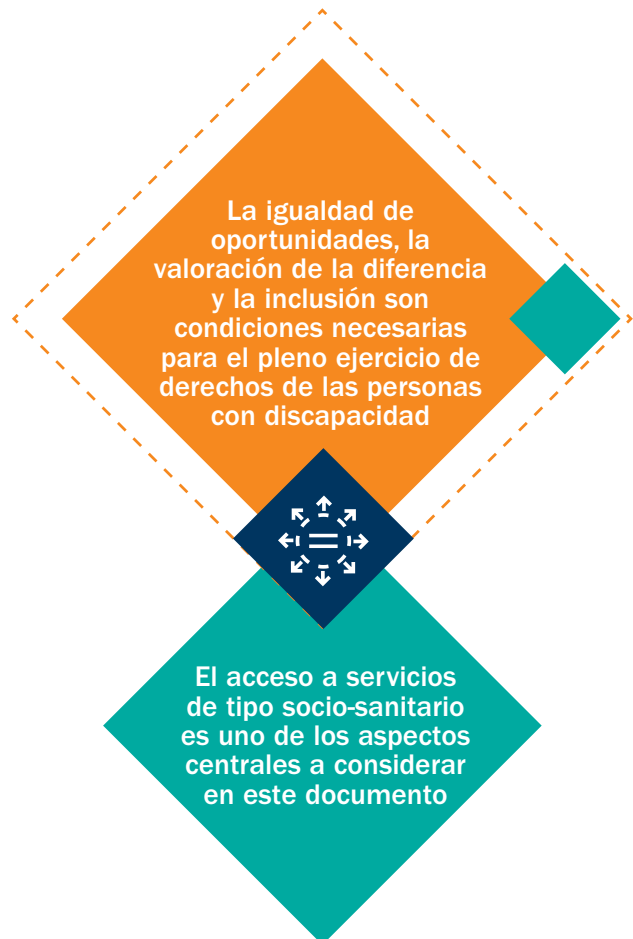 La igualdad de
oportunidades, la
valoración de la diferencia
y la inclusión son
condiciones necesarias
para el pleno ejercicio de
derechos de las personas
con discapacidad
El acceso a servicios
de tipo socio-sanitario
es uno de los aspectos
centrales a considerar
en este documento